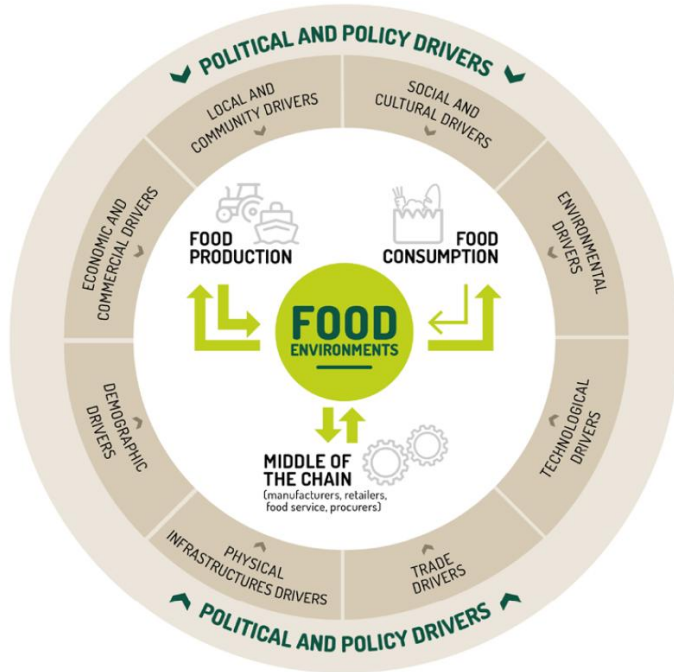 POLITICAL AND POLICY DRIVERS
LOCAL AND
COMMUNITY DRIVERS
SOCIAL AND
CULTURAL DRIVERS
ECONOMIC AND
COMMERCIAL DRIVERS
ENVIRONMENTAL
DRIVERS
FOOD
PRODUCTION
FOOD
CONSUMPTION
FOOD
ENVIRONMENTS
DEMOGRAPHIC
DRIVERS
TECHNOLOGICAL
DRIVERS
MIDDLE OF
THE CHAIN
(manufacturers, retailers,
food service, procurers)
PHYSICAL
INFRASTRUCTURES DRIVERS
TRADE
DRIVERS
POLITICAL AND POLICY DRIVERS